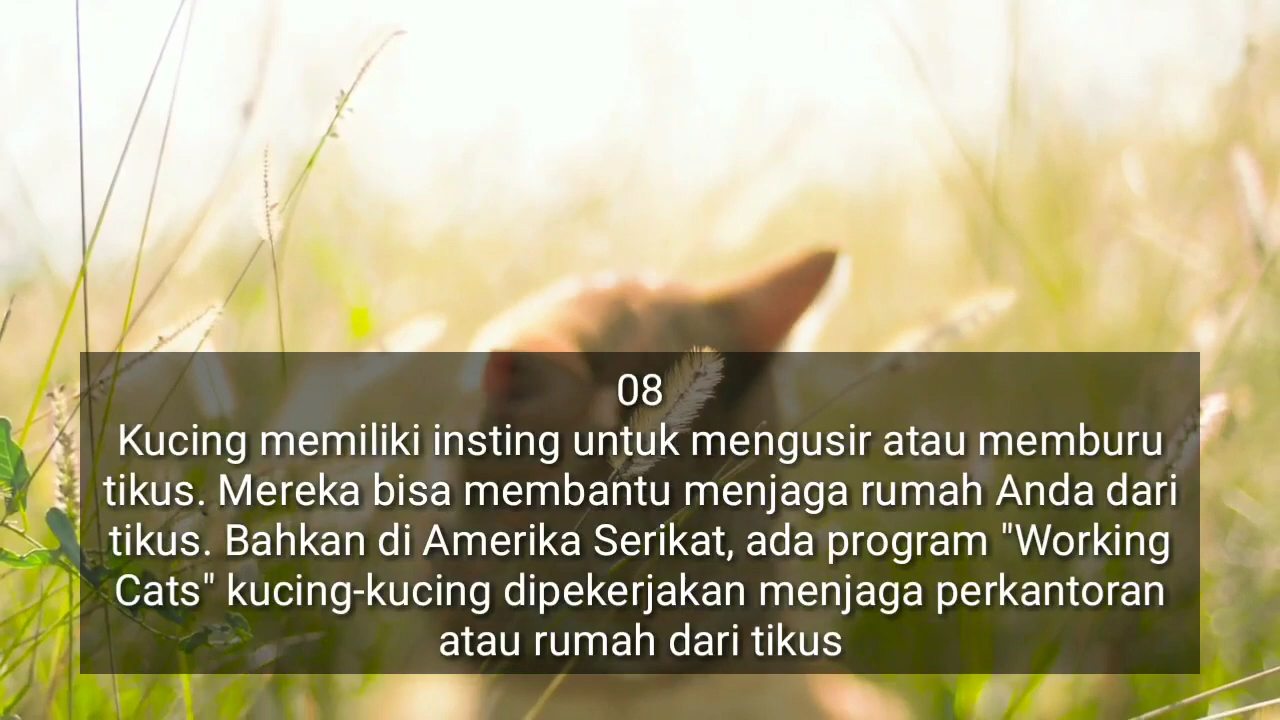 08
Kucing memiliki insting untuk mengusir atau memburu
tikus. Mereka bisa membantu menjaga rumah Anda dari
tikus. Bahkan di Amerika Serikat, ada program "Working
Cats" kucing-kucing dipekerjakan menjaga perkantoran
atau rumah dari tikus